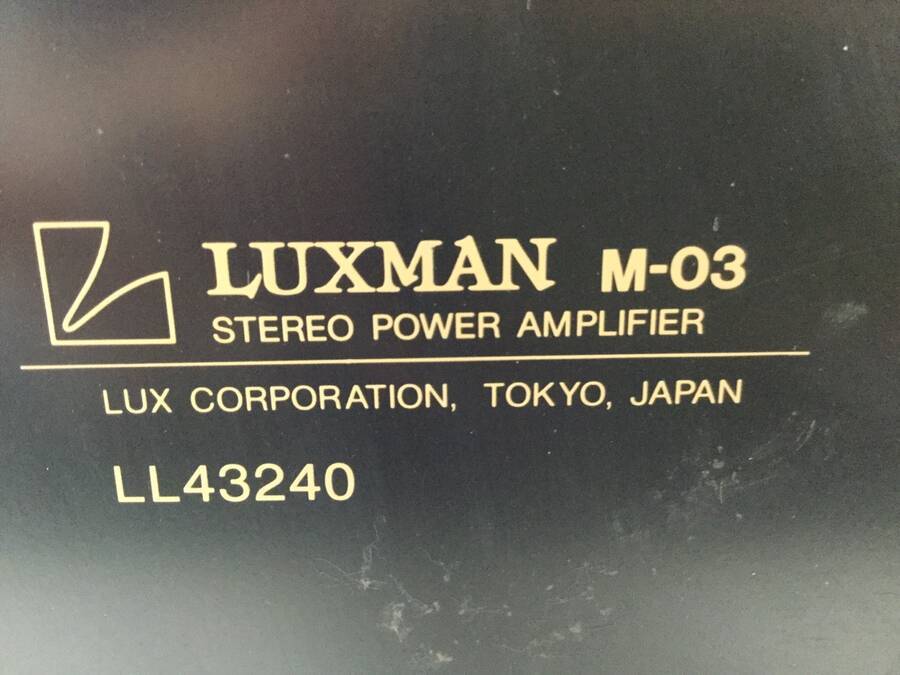 LUXMAN M-03
STEREO POWER AMPLIFIER
LUX CORPORATION, TOKYO, JAPAN
LL43240